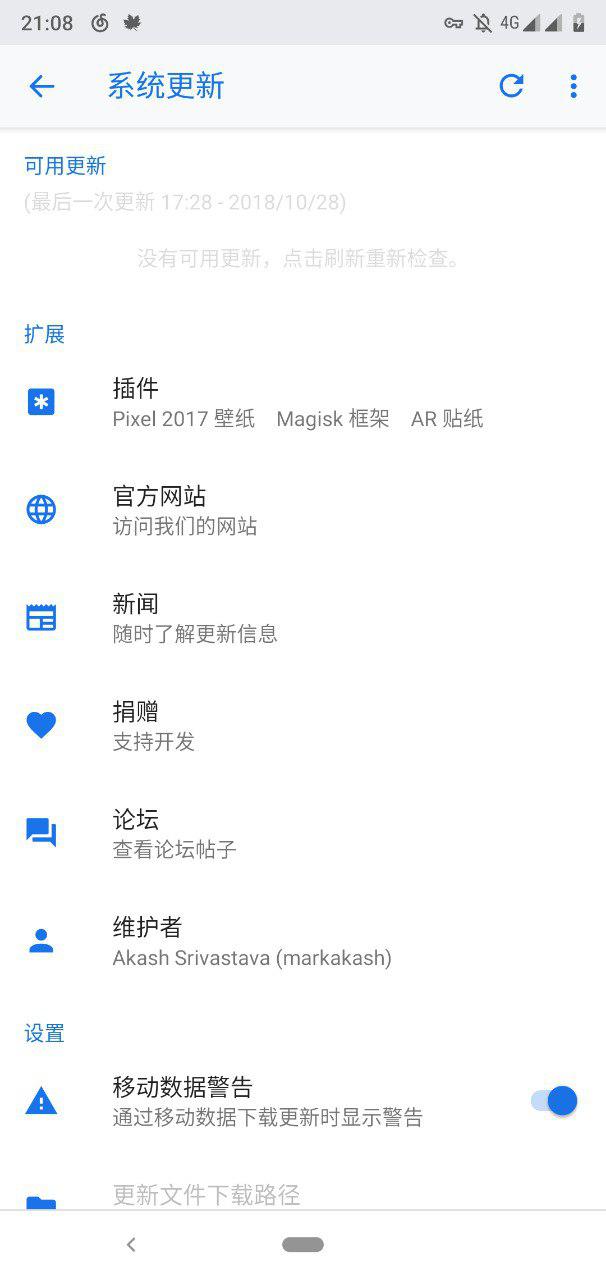 21:08
4G
系统更新
可用更新
(最后一次更新 17:28 - 2018/10/28)
没有可用更新，点击刷新重新检查。
扩展
插件
Pixel 2017 壁纸 Magisk 框架 AR 贴纸
官方网站
访问我们的网站
新闻
随时了解更新信息
捐赠
支持开发
论坛
查看论坛帖子
维护者
Akash Srivastava (markakash)
设置
移动数据警告
通过移动数据下载更新时显示警告
更新文件下载路径